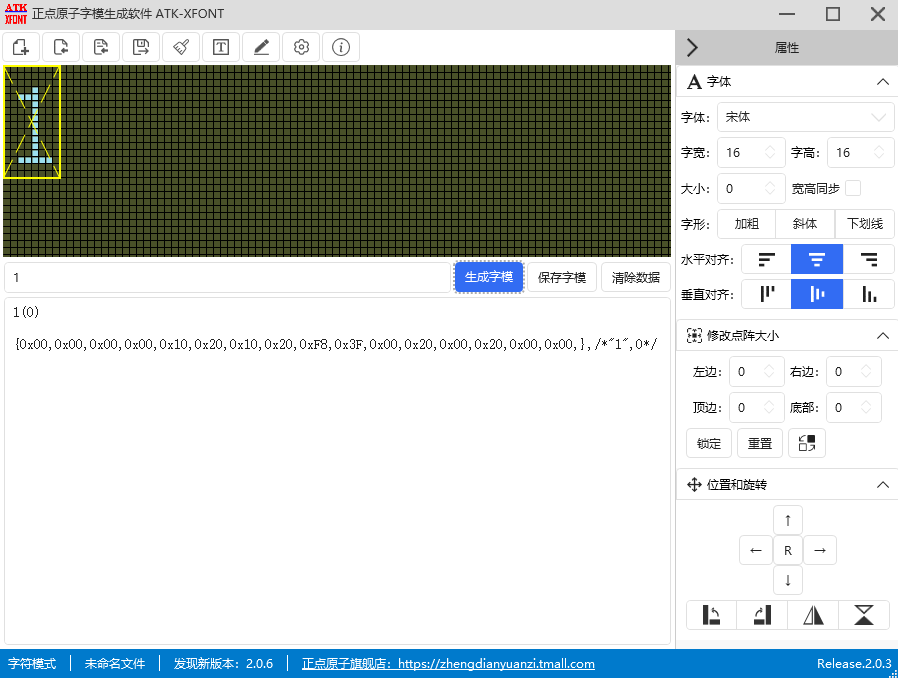 ATK
XFONT
正点原子字模生成软件 ATK-XFONT
属性
A 字体
字体: 宋体
字宽: 16 字高: 16
大小: 0 宽高同步
字形: 加粗 斜体 下划线
水平对齐:
垂直对齐:
1
生成字模 保存字模 清除数据
1(0)
{0x00,0x00,0x00,0x00,0x10,0x20,0x10,0x20,0xF8,0x3F,0x00,0x20,0x00,0x20,0x00,0x00,},/*"1",0*/
修改点阵大小
左边: 0 右边: 0
顶边: 0 底部: 0
锁定 重置
位置和旋转
↑
← R →
↓
字符模式 未命名文件 发现新版本: 2.0.6 正点原子旗舰店: https://zhengdianyuanzi.tmall.com Release.2.0.3